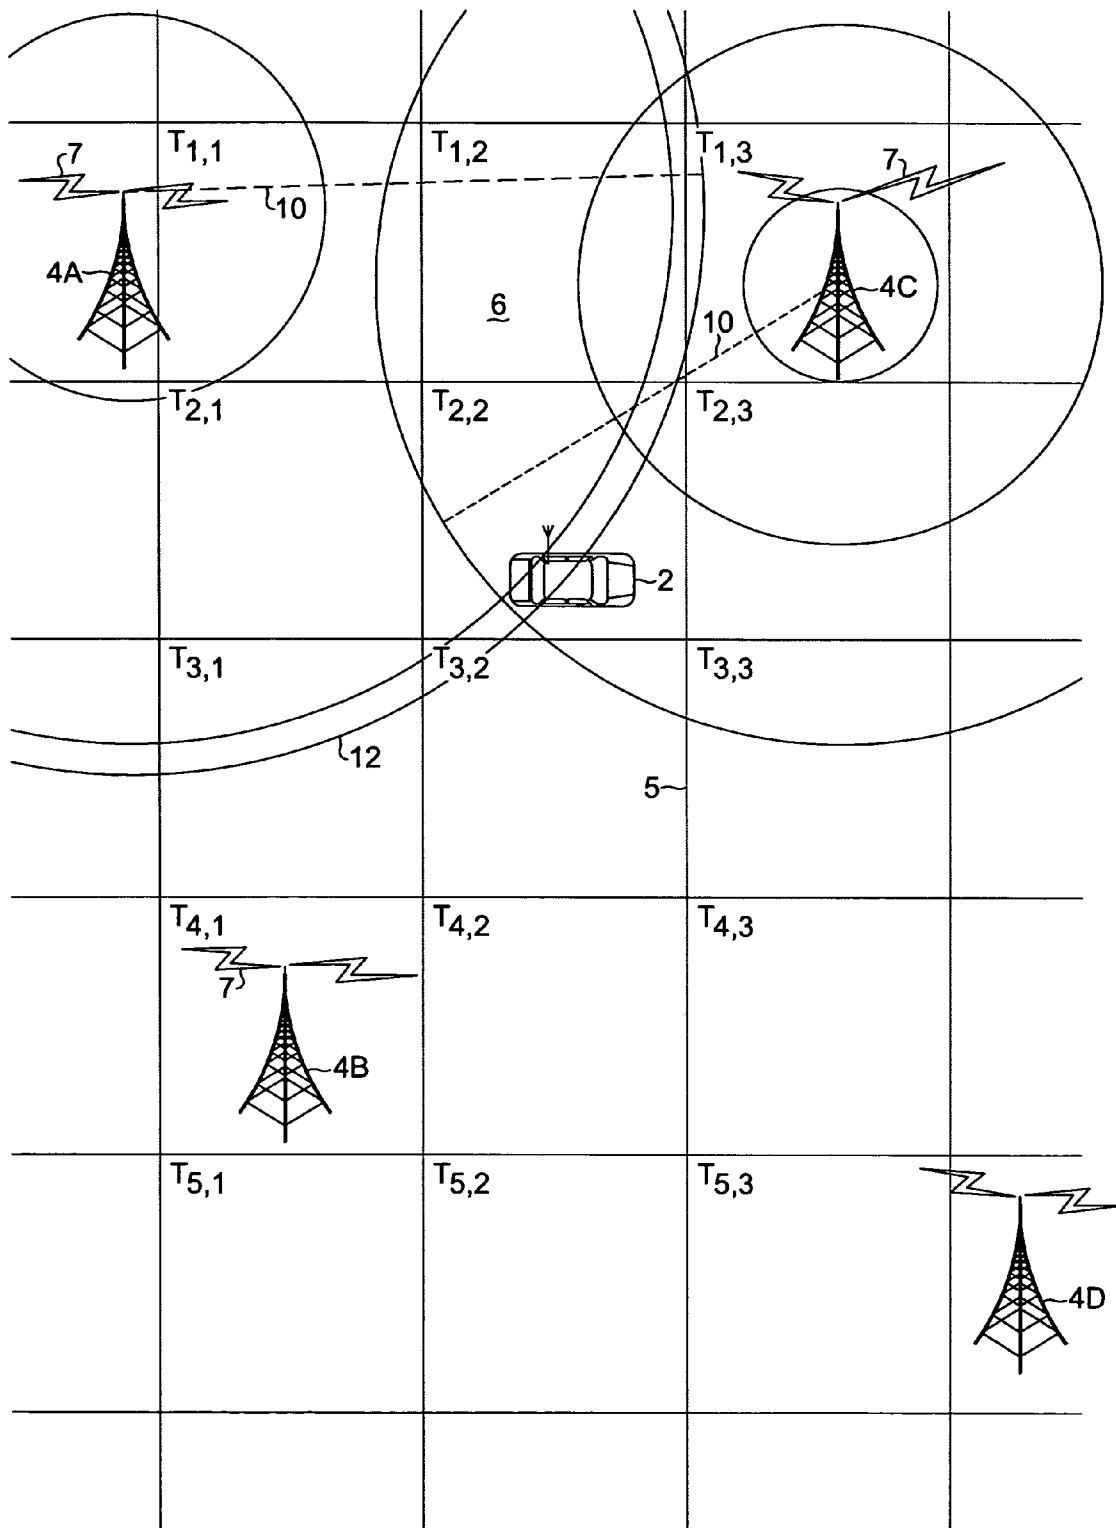 T1,1
T1,2
T1,3
7
7
10
4A
6
10
4C
T2,1
T2,2
T2,3
2
T3,1
T3,2
T3,3
12
5
T4,1
T4,2
T4,3
7
4B
T5,1
T5,2
T5,3
4D